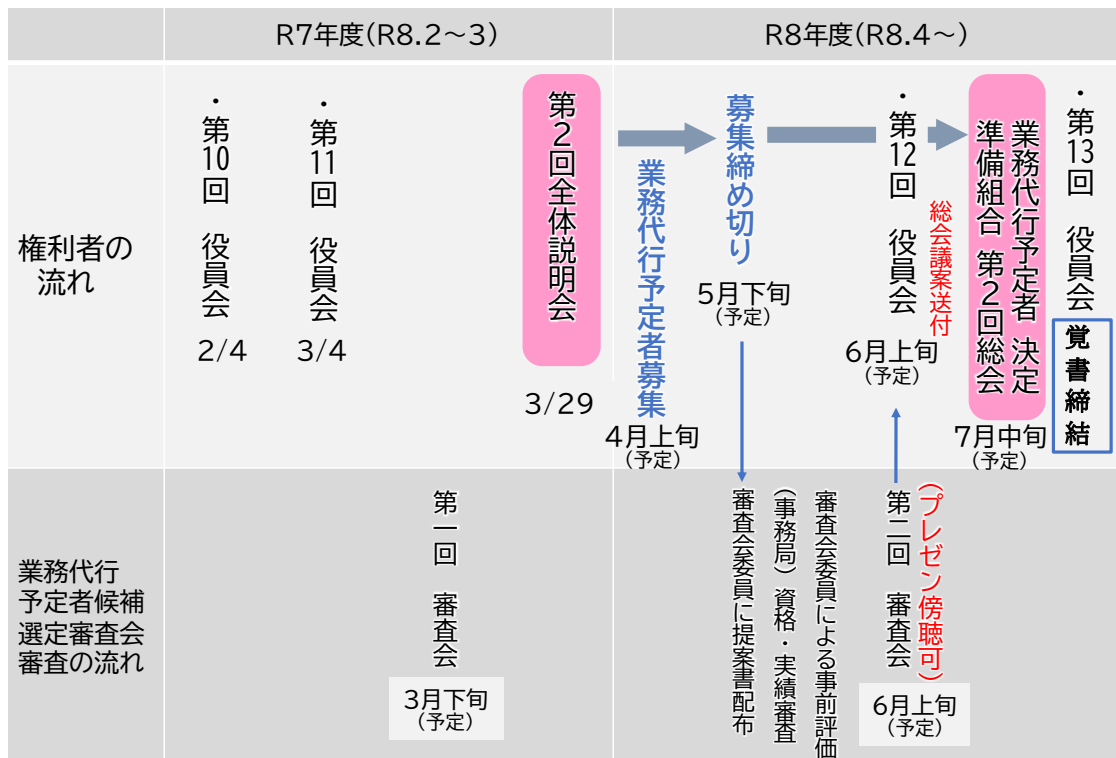 R7年度(R8.2～3)
R8年度(R8.4～)
権利者の
流れ
・第10回　役員会
2/4
・第11回　役員会
3/4
第2回全体説明会
3/29
業務代行予定者募集
4月上旬
(予定)
募集締め切り
5月下旬
(予定)
・第12回　役員会
6月上旬
(予定)
総会議案送付
業務代行予定者　決定
準備組合　第2回総会
7月中旬
(予定)
・第13回　役員会
覚書締結
業務代行
予定者候補
選定審査会
審査の流れ
第一回　審査会
3月下旬
(予定)
審査会委員に提案書配布
(事務局)資格・実績審査
審査会委員による事前評価
第二回　審査会
(プレゼン傍聴可)
6月上旬
(予定)